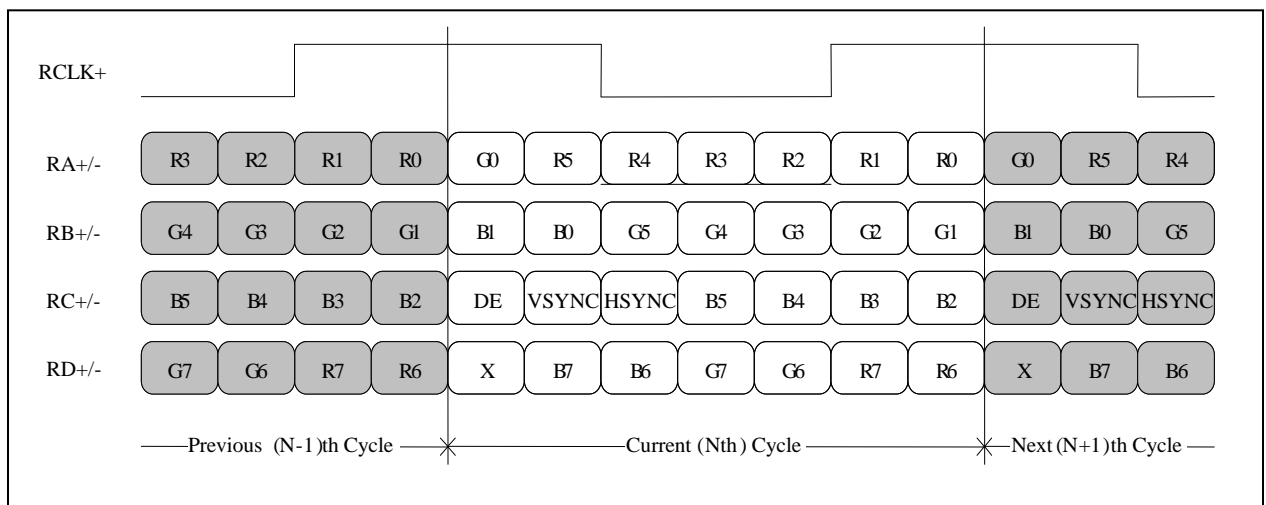 RCLK+
RA+/- R3 R2 R1 R0 G0 R5 R4 R3 R2 R1 R0 G0 R5 R4
RB+/- G4 G3 G2 G1 B1 B0 G5 G4 G3 G2 G1 B1 B0 G5
RC+/- B5 B4 B3 B2 DE VSYNC HSYNC B5 B4 B3 B2 DE VSYNC HSYNC
RD+/- G7 G6 R7 R6 X B7 B6 G7 G6 R7 R6 X B7 B6
Previous (N-1)th Cycle Current (Nth) Cycle Next (N+1)th Cycle